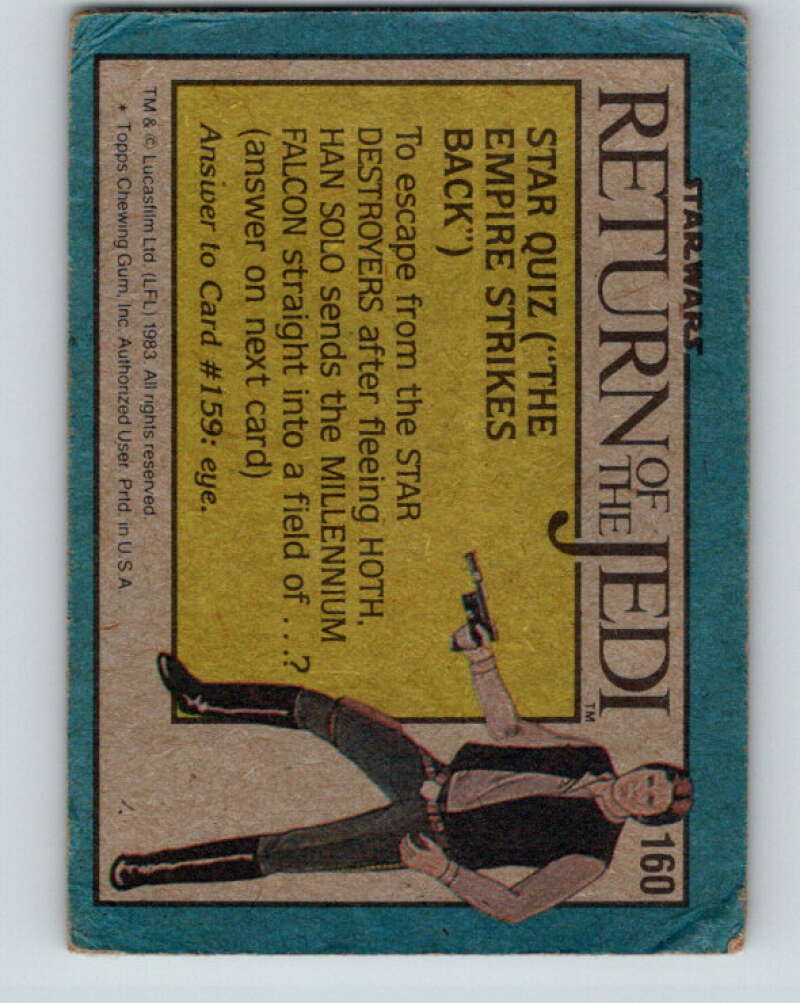 STAR WARS
RETURN OF THE JEDI
TM
160
STAR QUIZ ("THE
EMPIRE STRIKES
BACK")
To escape from the STAR
DESTROYERS after fleeing HOTH,
HAN SOLO sends the MILLENNIUM
FALCON straight into a field of . . .?
(answer on next card)
Answer to Card #159: eye.
TM & © Lucasfilm Ltd. (LFL) 1983. All rights reserved.
* Topps Chewing Gum, Inc. Authorized User. Prtd. in U.S.A.